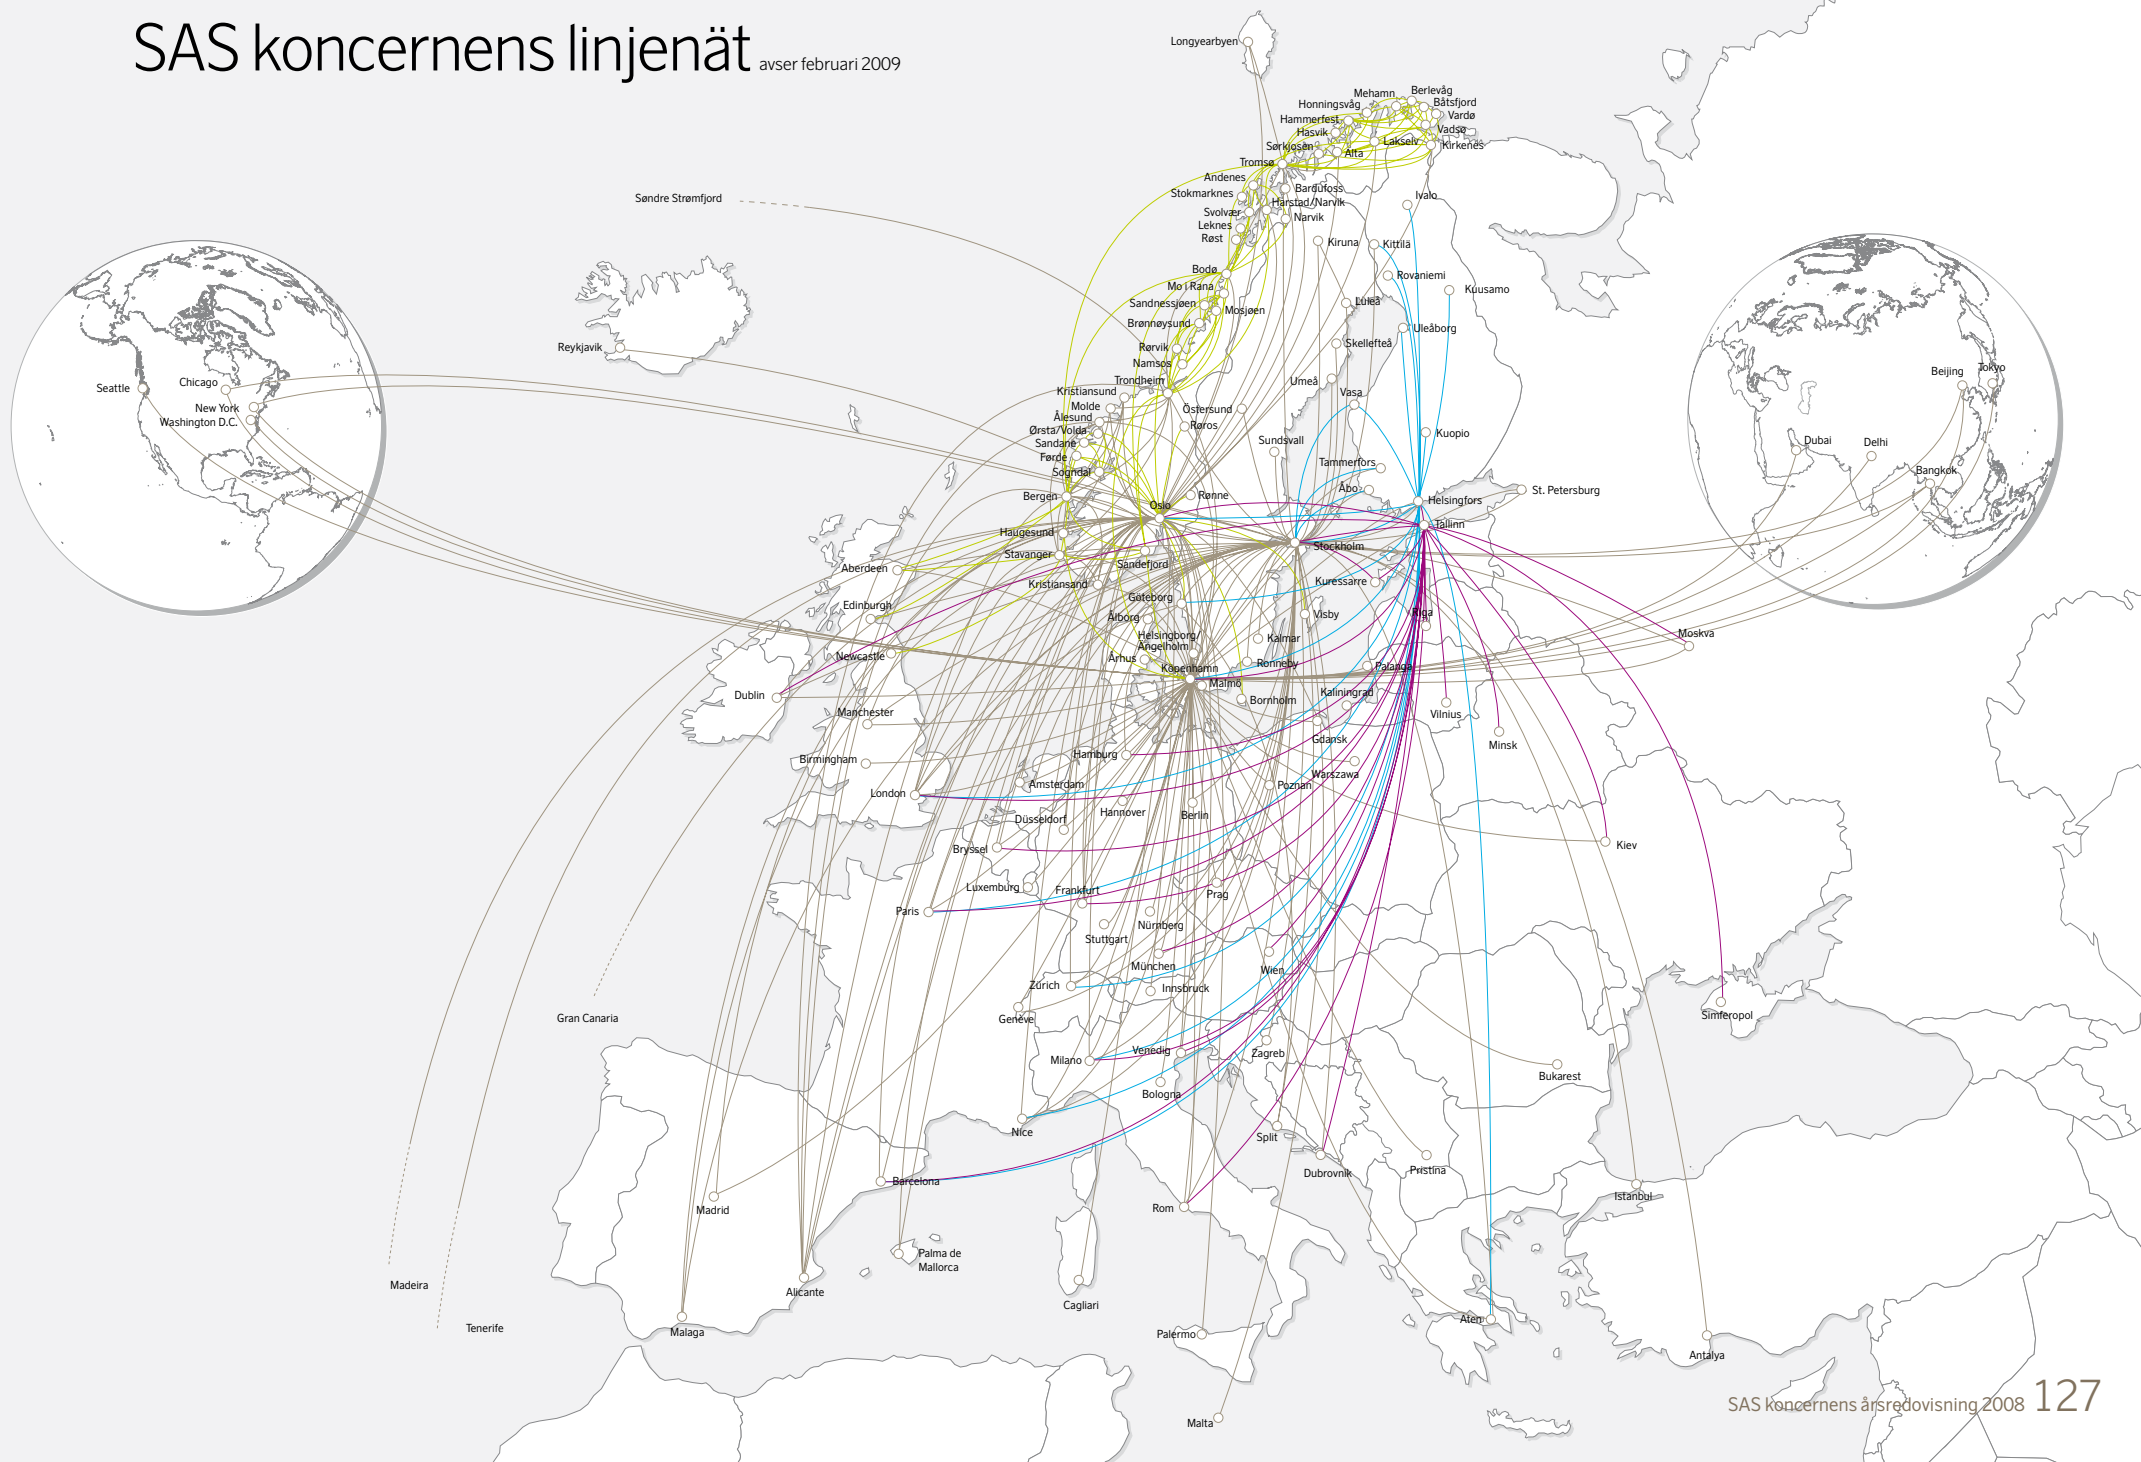 SAS koncernens linjenät avser februari 2009
Longyearbyen
Mehamn
Berlevåg
Honningsvåg
Båtsfjord
Hammerfest
Vardø
Hasvik
Vadsø
Sørkjosen
Alta
Lakselv
Kirkenes
Tromsø
Andenes
Bardufoss
Stokmarknes
Harstad/Narvik
Ivalo
Svolvær
Narvik
Leknes
Røst
Kiruna
Kittilä
Søndre Strømfjord
Bodø
Rovaniemi
Mo i Rana
Kuusamo
Sandnessjøen
Mosjøen
Luleå
Brønnøysund
Uleåborg
Reykjavik
Rørvik
Skellefteå
Namsos
Trondheim
Umeå
Kristiansund
Vasa
Molde
Östersund
Ålesund
Røros
Ørsta/Volda
Kuopio
Sandane
Sundsvall
Førde
Tammerfors
Sogndal
Åbo
Bergen
Rønne
Oslo
Helsingfors
St. Petersburg
Haugesund
Tallinn
Stavanger
Stockholm
Sandefjord
Aberdeen
Kristiansand
Kuressarre
Göteborg
Edinburgh
Ålborg
Visby
Riga
Helsingborg/
Ängelholm
Kalmar
Moskva
Newcastle
Århus
Köpenhamn
Ronneby
Palanga
Malmö
Dublin
Bornholm
Kaliningrad
Manchester
Vilnius
Gdansk
Minsk
Hamburg
Birmingham
Warszawa
Amsterdam
Poznan
London
Hannover
Berlin
Düsseldorf
Bryssel
Kiev
Luxemburg
Frankfurt
Prag
Paris
Nürnberg
Stuttgart
München
Wien
Zürich
Innsbruck
Genève
Simferopol
Gran Canaria
Milano
Venedig
Zagreb
Bukarest
Bologna
Nice
Split
Dubrovnik
Pristina
Barcelona
Istanbul
Madrid
Rom
Palma de
Mallorca
Madeira
Alicante
Cagliari
Tenerife
Malaga
Palermo
Aten
Antalya
Malta
Seattle
Chicago
New York
Washington D.C.
Beijing
Tokyo
Dubai
Delhi
Bangkok
SAS koncernens årsredovisning 2008 127